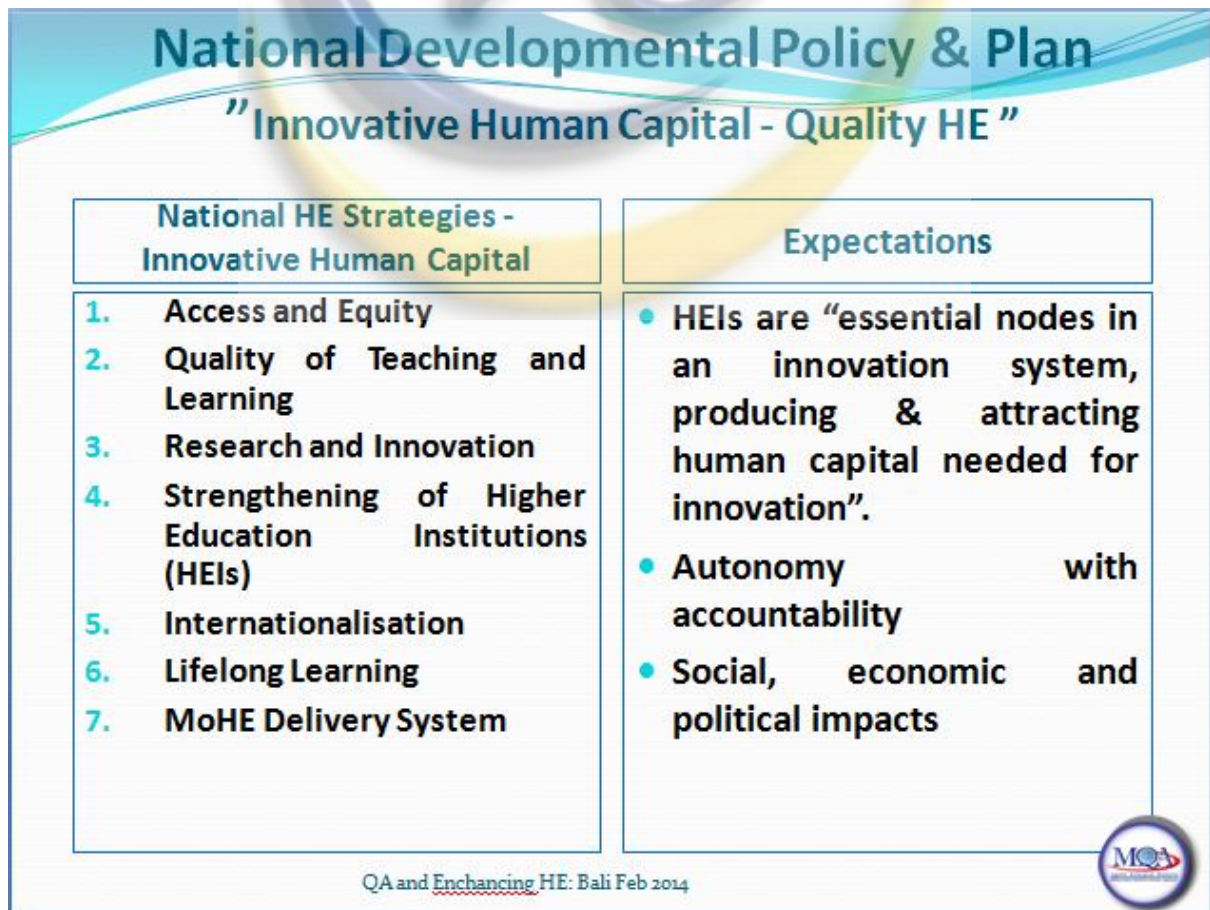 National Developmental Policy & Plan
”Innovative Human Capital - Quality HE ”
National HE Strategies -
Innovative Human Capital
1. Access and Equity
2. Quality of Teaching and
Learning
3. Research and Innovation
4. Strengthening of Higher
Education Institutions
(HEIs)
5. Internationalisation
6. Lifelong Learning
7. MoHE Delivery System
Expectations
• HEIs are “essential nodes in
an innovation system,
producing & attracting
human capital needed for
innovation”.
• Autonomy with
accountability
• Social, economic and
political impacts
QA and Enchancing HE: Bali Feb 2014
MQA